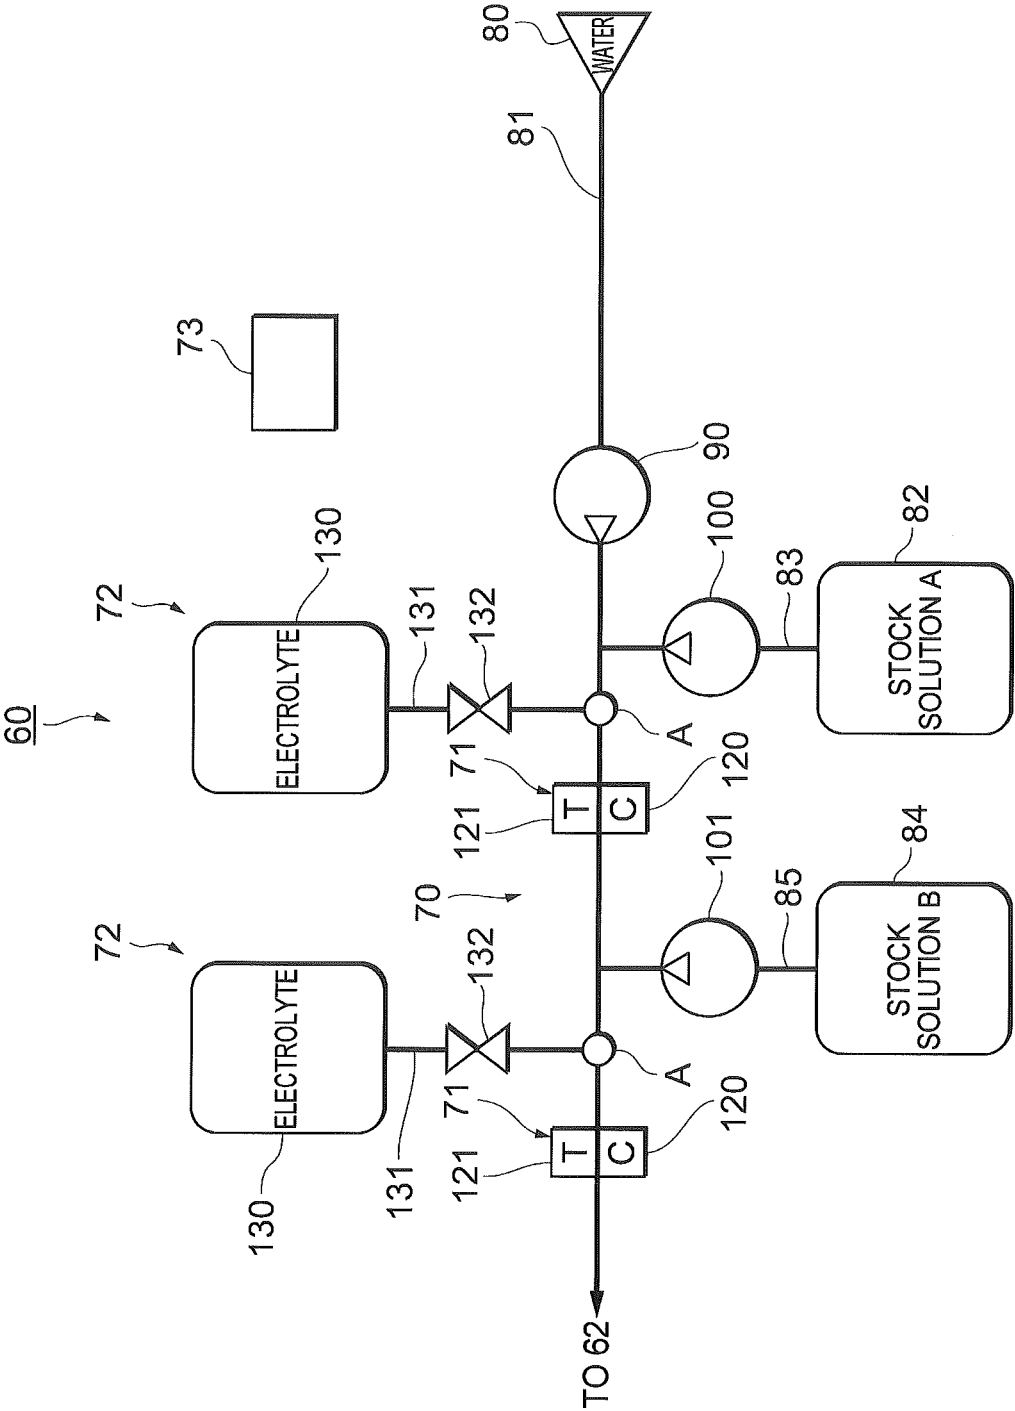 60
72
72
73
130
130
ELECTROLYTE
ELECTROLYTE
131
131
70
71
71
121
121
132
132
80
81
T
T
WATER
TO 62
C
C
A
A
90
120
101
120
100
85
83
STOCK
SOLUTION B
STOCK
SOLUTION A
84
82